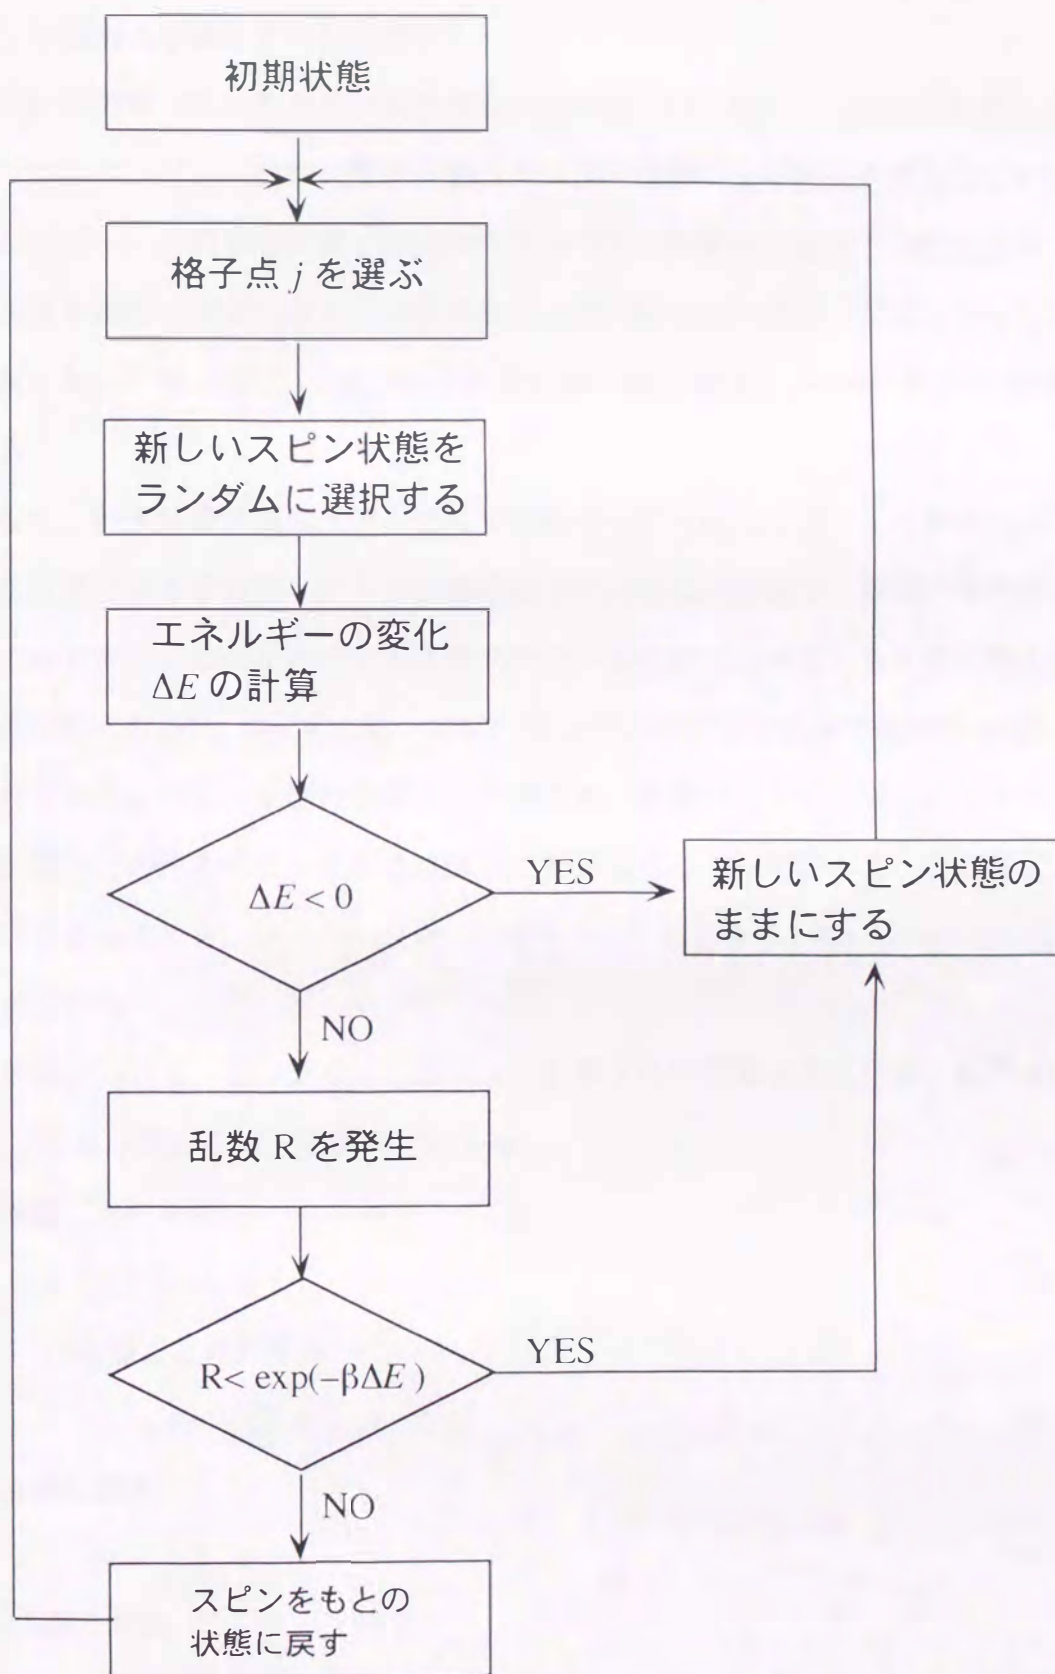 初期状態
格子点 j を選ぶ
新しいスピン状態を
ランダムに選択する
エネルギーの変化
ΔE の計算
ΔE < 0
YES
新しいスピン状態の
ままにする
NO
乱数 R を発生
R< exp(−βΔE )
YES
NO
スピンをもとの
状態に戻す